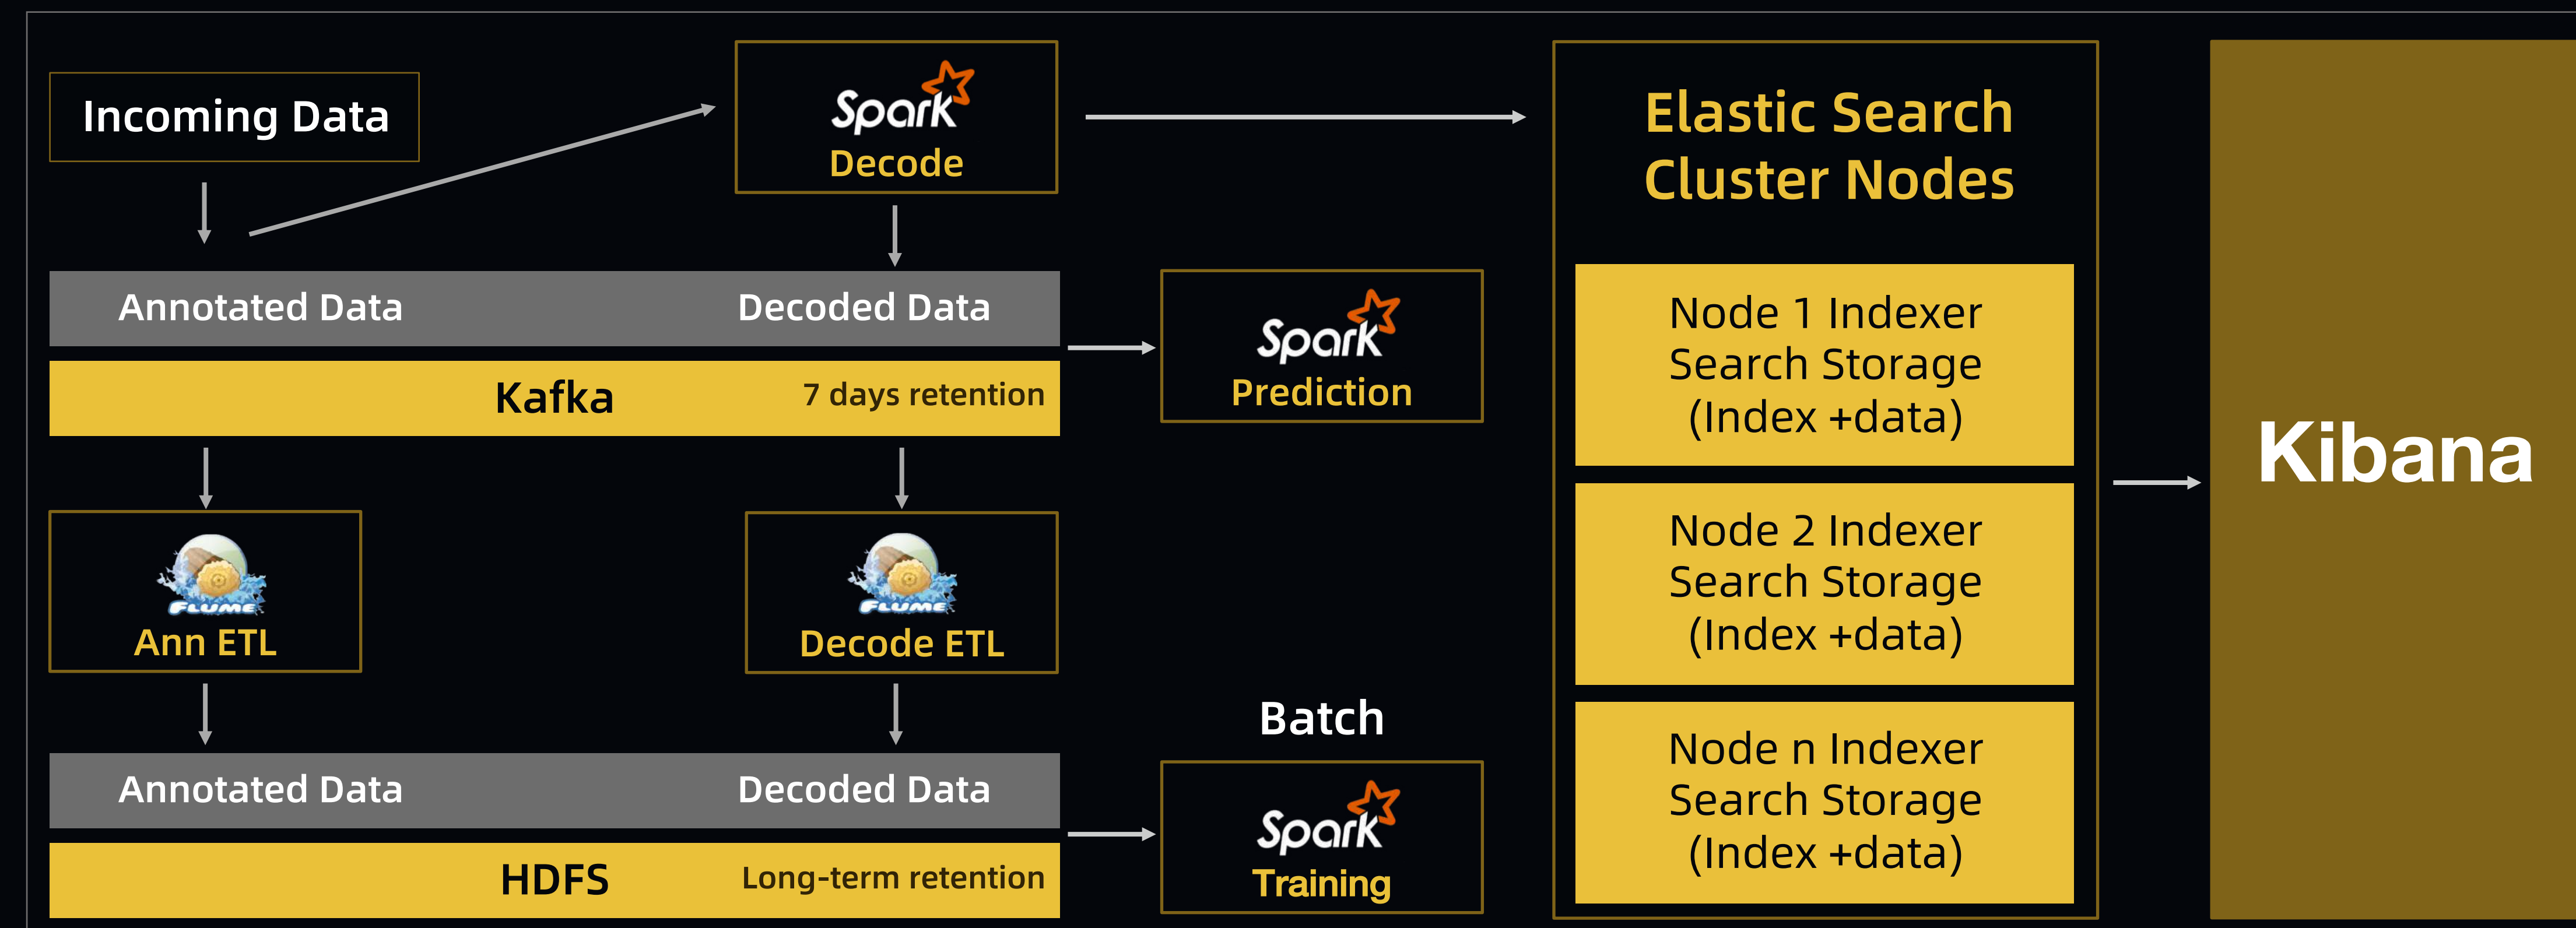 Incoming Data
Spark
Decode
Annotated Data
Decoded Data
Kafka
7 days retention
Spark
Prediction
FLUME
Ann ETL
FLUME
Decode ETL
Annotated Data
Decoded Data
HDFS
Long-term retention
Batch
Spark
Training
Elastic Search
Cluster Nodes
Node 1 Indexer
Search Storage
(Index +data)
Node 2 Indexer
Search Storage
(Index +data)
Node n Indexer
Search Storage
(Index +data)
Kibana